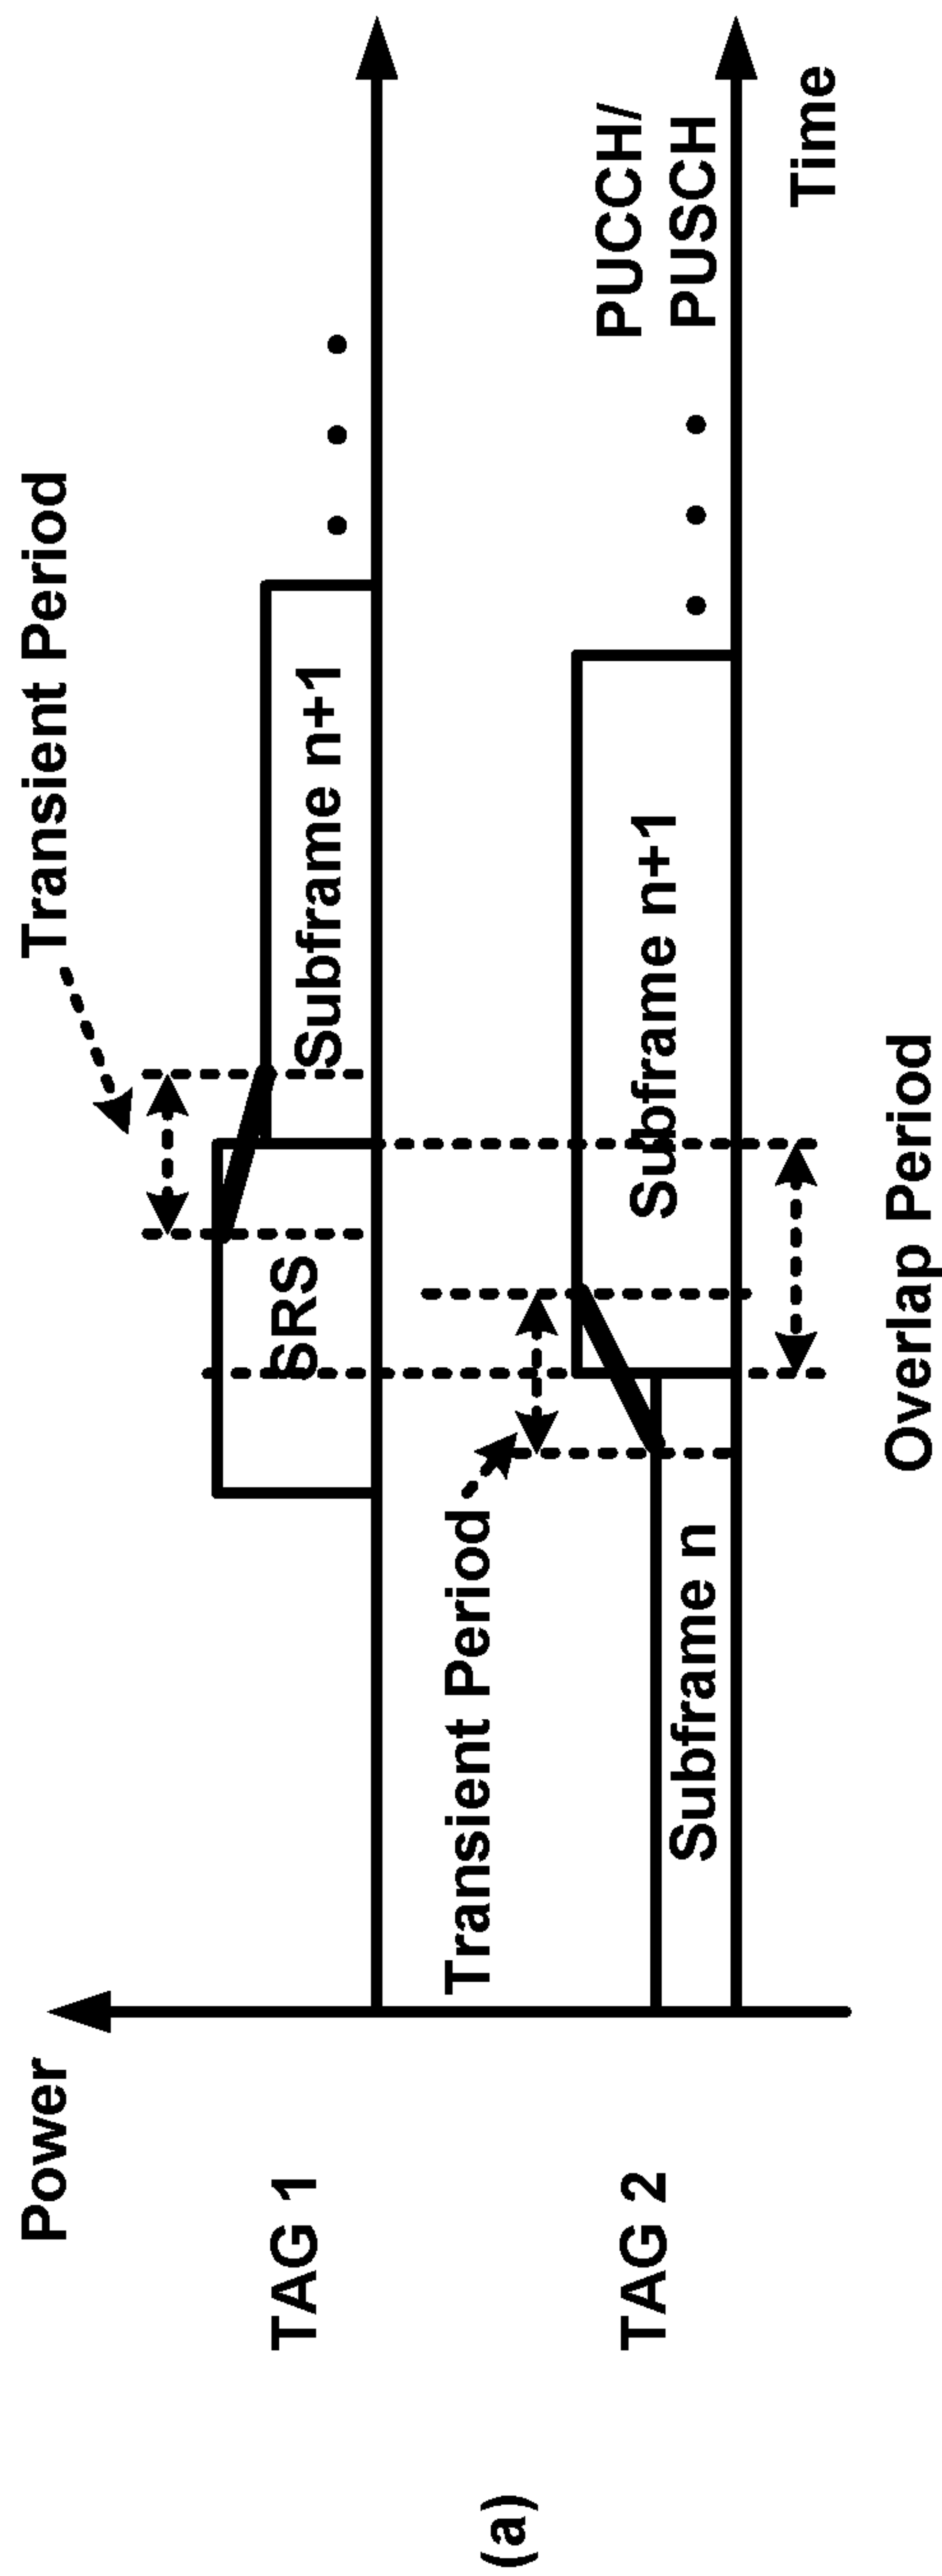 Power
Transient Period
TAG 1
SRS
Subframe n+1
(a)
Transient Period
PUCCH/
PUSCH
TAG 2
Subframe n
Subframe n+1
Time
Overlap Period